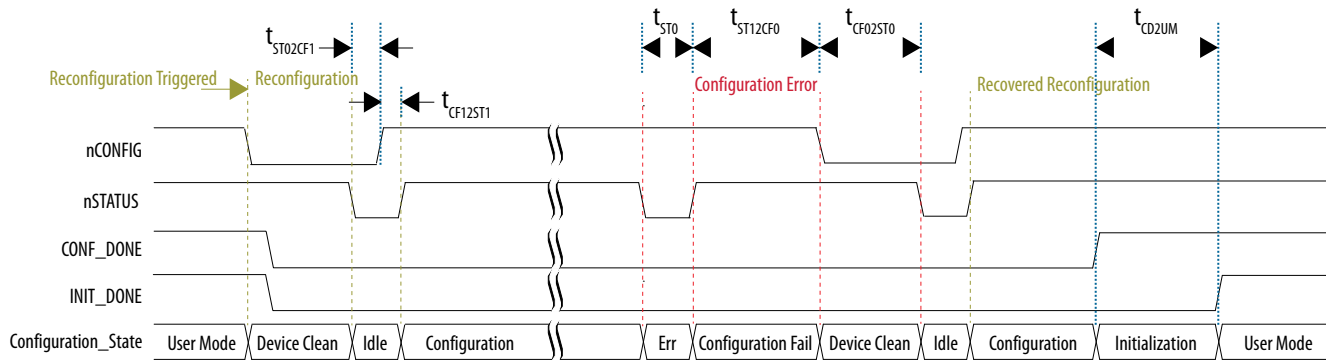 tST02CF1
tST0
tST12CF0
tCF02ST0
tCD2UM
Reconfiguration Triggered
Reconfiguration
tCF12ST1
Configuration Error
Recovered Reconfiguration
nCONFIG
nSTATUS
CONF_DONE
INIT_DONE
Configuration_State User Mode Device Clean Idle Configuration Err Configuration Fail Device Clean Idle Configuration Initialization User Mode